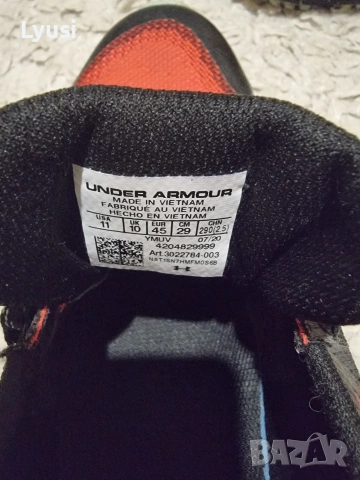 Lyusi
UNDER ARMOUR
MADE IN VIETNAM
FABRIQUÉ AU VIETNAM
HECHO EN VIETNAM
USA UK EUR CM CHN
11 10 45 29 290(2.5)
YMUV 07/20
4204829999
Art.3022784-003
BAZAR